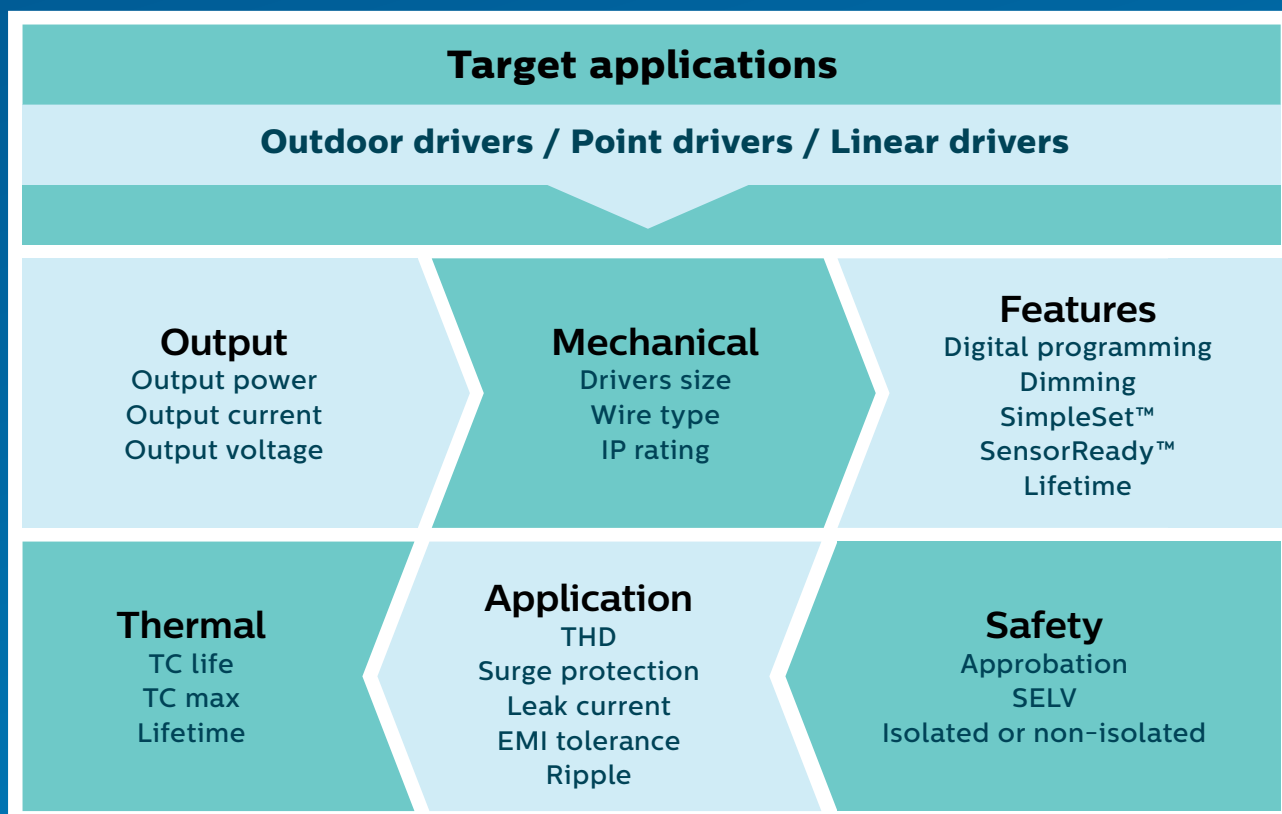 Target applications
Outdoor drivers / Point drivers / Linear drivers
Output
Output power
Output current
Output voltage
Mechanical
Drivers size
Wire type
IP rating
Features
Digital programming
Dimming
SimpleSet™
SensorReady™
Lifetime
Thermal
TC life
TC max
Lifetime
Application
THD
Surge protection
Leak current
EMI tolerance
Ripple
Safety
Approbation
SELV
Isolated or non-isolated